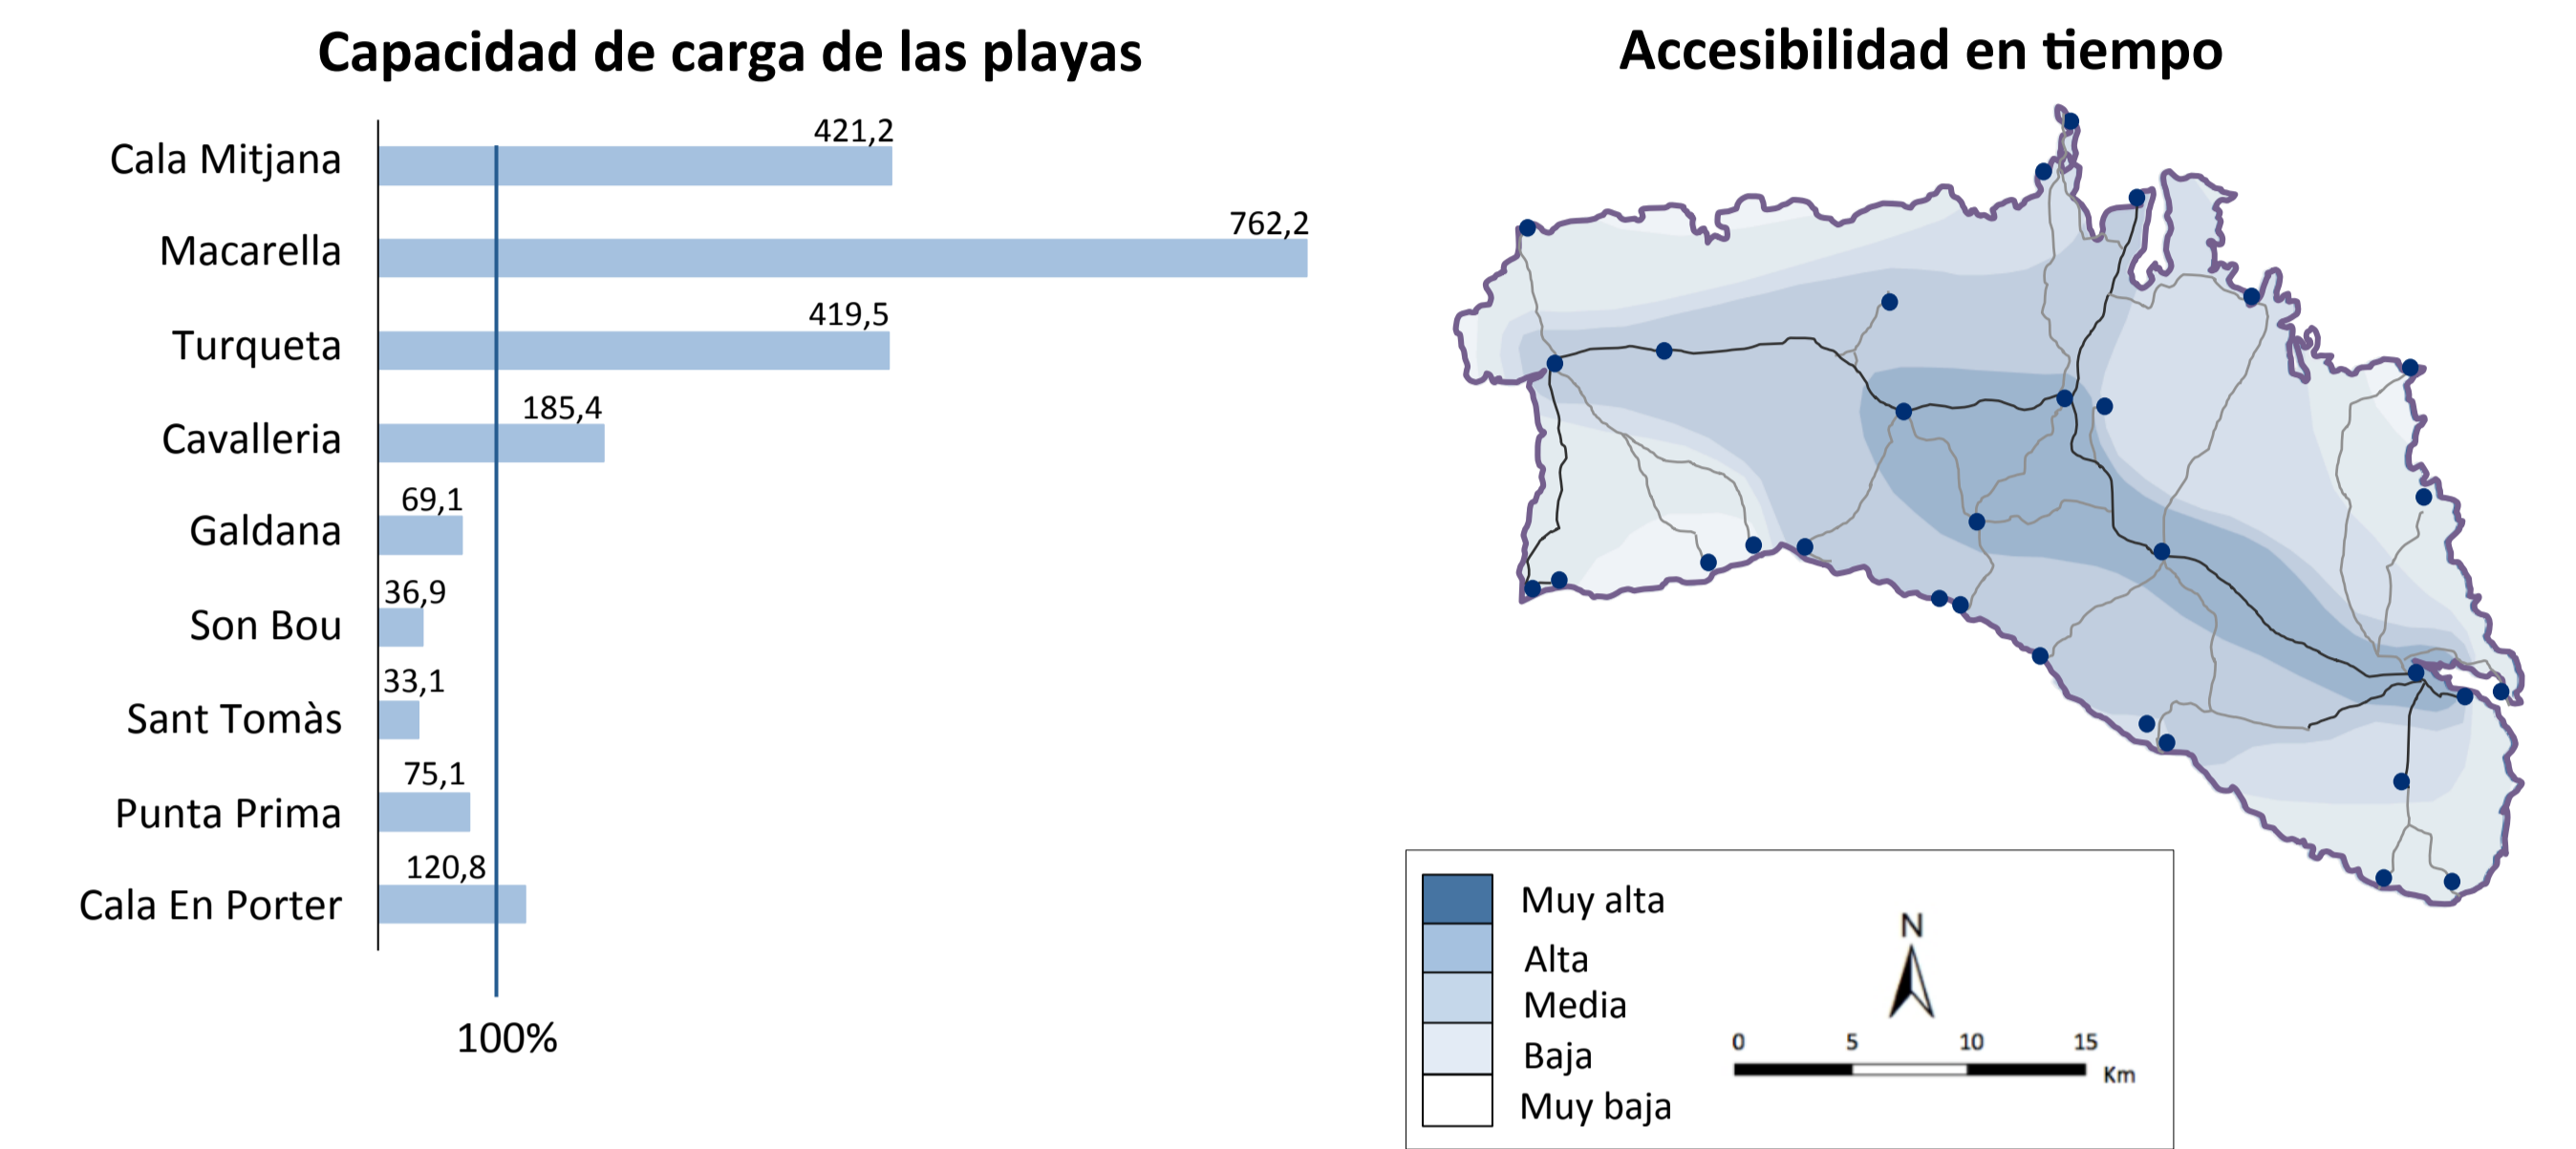 Capacidad de carga de las playas
Cala Mitjana 421,2
Macarella 762,2
Turqueta 419,5
Cavalleria 185,4
Galdana 69,1
Son Bou 36,9
Sant Tomàs 33,1
Punta Prima 75,1
Cala En Porter 120,8
100%
Accesibilidad en tiempo
Muy alta
Alta
Media
Baja
Muy baja
N
0 5 10 15
Km